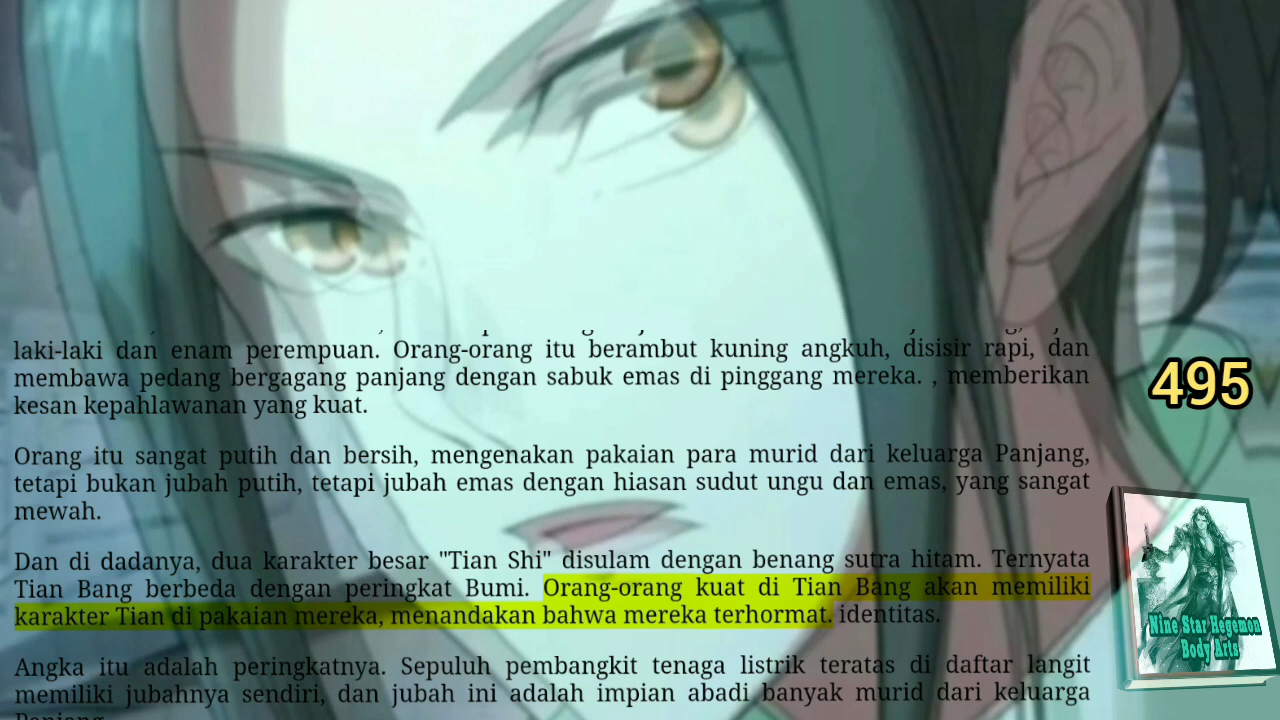 laki-laki dan enam perempuan. Orang-orang itu berambut kuning angkuh, disisir rapi, dan
membawa pedang bergagang panjang dengan sabuk emas di pinggang mereka. , memberikan
kesan kepahlawanan yang kuat.
Orang itu sangat putih dan bersih, mengenakan pakaian para murid dari keluarga Panjang,
tetapi bukan jubah putih, tetapi jubah emas dengan hiasan sudut ungu dan emas, yang sangat
mewah.
Dan di dadanya, dua karakter besar "Tian Shi" disulam dengan benang sutra hitam. Ternyata
Tian Bang berbeda dengan peringkat Bumi. Orang-orang kuat di Tian Bang akan memiliki
karakter Tian di pakaian mereka, menandakan bahwa mereka terhormat. identitas.
Angka itu adalah peringkatnya. Sepuluh pembangkit tenaga listrik teratas di daftar langit
memiliki jubahnya sendiri, dan jubah ini adalah impian abadi banyak murid dari keluarga
495
Nine Star Hegemon
Body Arts